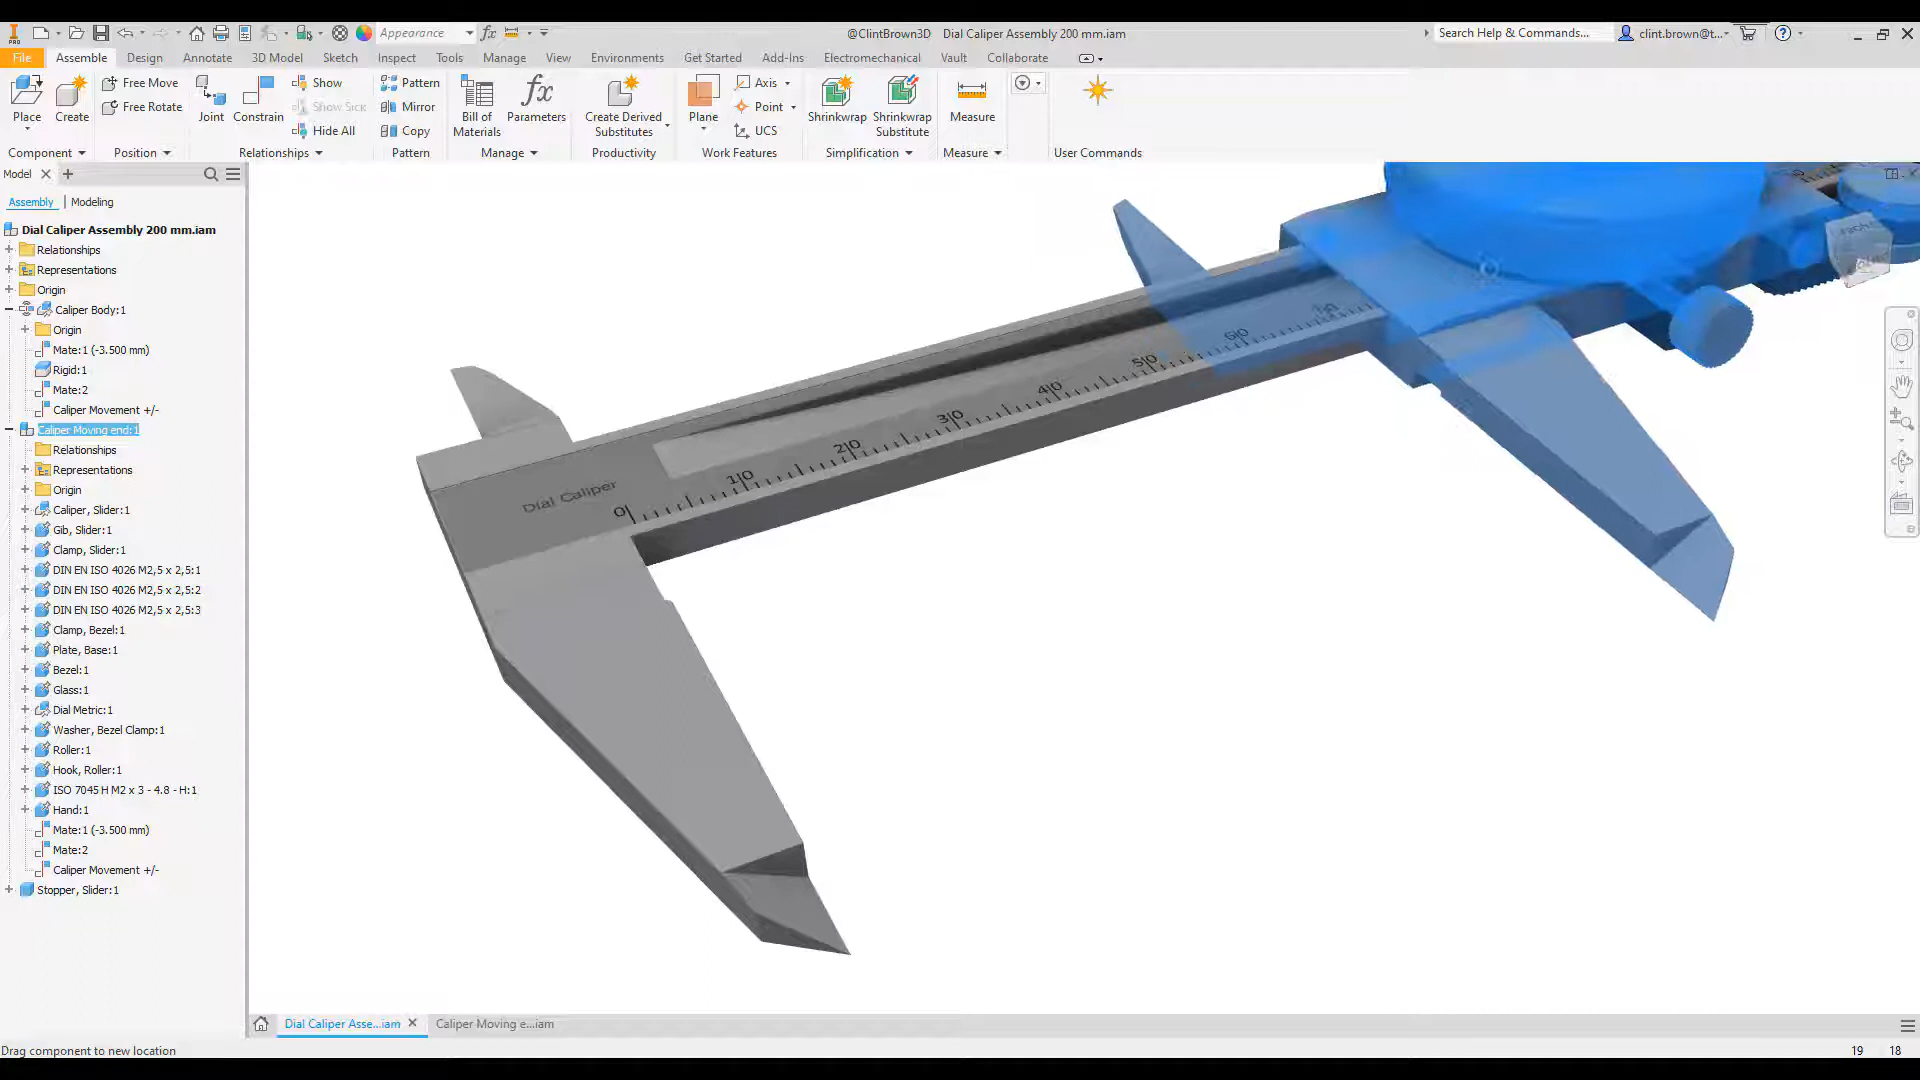 PRO
Appearance
fx
@ClintBrown3D
Dial Caliper Assembly 200 mm.iam
Search Help & Commands...
clint.brown@t...
File
Assemble
Design
Annotate
3D Model
Sketch
Inspect
Tools
Manage
View
Environments
Get Started
Add-Ins
Electromechanical
Vault
Collaborate
Place
Create
Free Move
Free Rotate
Joint
Constrain
Show
Show Sick
Hide All
Pattern
Mirror
Copy
Bill of
Materials
fx
Parameters
Create Derived
Substitutes
Plane
Axis
Point
UCS
Shrinkwrap
Shrinkwrap
Substitute
Measure
Component
Position
Relationships
Pattern
Manage
Productivity
Work Features
Simplification
Measure
User Commands
Model
Assembly
Modeling
Dial Caliper Assembly 200 mm.iam
Relationships
Representations
Origin
Caliper Body:1
Origin
Mate:1 (-3.500 mm)
Rigid:1
Mate:2
Caliper Movement +/-
Caliper Moving end:1
Relationships
Representations
Origin
Caliper, Slider:1
Gib, Slider:1
Clamp, Slider:1
DIN EN ISO 4026 M2,5 x 2,5:1
DIN EN ISO 4026 M2,5 x 2,5:2
DIN EN ISO 4026 M2,5 x 2,5:3
Clamp, Bezel:1
Plate, Base:1
Bezel:1
Glass:1
Dial Metric:1
Washer, Bezel Clamp:1
Roller:1
Hook, Roller:1
ISO 7045 H M2 x 3 - 4.8 - H:1
Hand:1
Mate:1 (-3.500 mm)
Mate:2
Caliper Movement +/-
Stopper, Slider:1
Dial Caliper
0 10 20 30 40 50 60
Dial Caliper Asse...iam
Caliper Moving e...iam
Drag component to new location
19
18